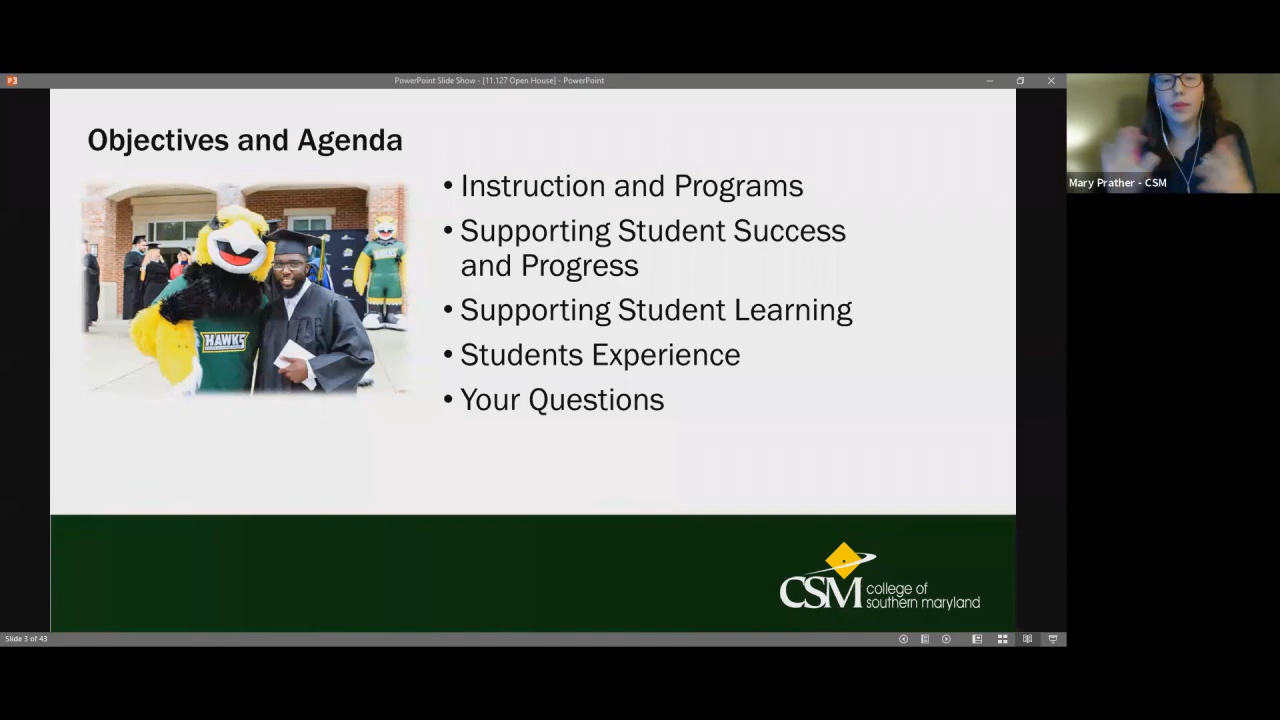 PowerPoint Slide Show - [11.127 Open House] - PowerPoint
Objectives and Agenda
• Instruction and Programs
• Supporting Student Success
and Progress
• Supporting Student Learning
• Students Experience
• Your Questions
HAWKS
Mary Prather - CSM
CSM college of
southern maryland
Slide 3 of 43